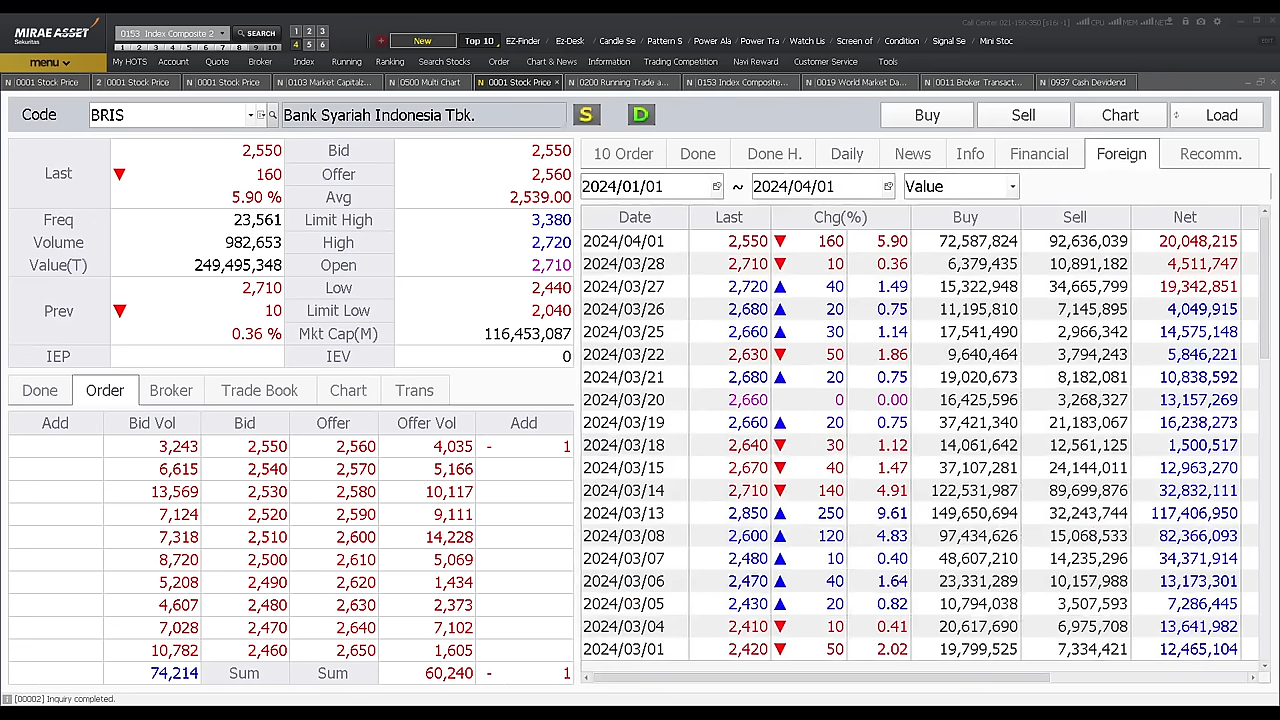 MIRAE ASSET
Sekuritas
0153 Index Composite 2
SEARCH
1 2 3 4 5 6 7 8 9 10
1 2 3
4 5 6
New
Top 10
EZ-Finder
Ez-Desk
Candle Se
Pattern S
Power Ala
Power Tra
Watch Lis
Screen of
Condition
Signal Se
Mini Stoc
Call Center 021-150-350
CPU
MEM
NET
menu
My HOTS
Account
Quote
Broker
Index
Running
Ranking
Search Stocks
Order
Chart & News
Information
Trading Competition
Navi Reward
Customer Service
Tools
N 0001 Stock Price
2 0001 Stock Price
N 0001 Stock Price
N 0103 Market Capitalz...
N 0500 Multi Chart
N 0001 Stock Price
N 0200 Running Trade a...
N 0153 Index Composite...
N 0019 World Market Da...
N 0011 Broker Transact...
N 0937 Cash Dividend
Code BRIS Bank Syariah Indonesia Tbk. S D Buy Sell Chart Load
Last 2,550 Bid 2,550
▼ 160 Offer 2,560
5.90 % Avg 2,539.00
Freq 23,561 Limit High 3,380
Volume 982,653 High 2,720
Value(T) 249,495,348 Open 2,710
Prev 2,710 Low 2,440
▼ 10 Limit Low 2,040
0.36 % Mkt Cap(M) 116,453,087
IEP IEV 0
Done Order Broker Trade Book Chart Trans
Add Bid Vol Bid Offer Offer Vol Add
3,243 2,550 2,560 4,035 - 1
6,615 2,540 2,570 5,166
13,569 2,530 2,580 10,117
7,124 2,520 2,590 9,111
7,318 2,510 2,600 14,228
8,720 2,500 2,610 5,069
5,208 2,490 2,620 1,434
4,607 2,480 2,630 2,373
7,028 2,470 2,640 7,102
10,782 2,460 2,650 1,605
74,214 Sum Sum 60,240 - 1
10 Order Done Done H. Daily News Info Financial Foreign Recomm.
2024/01/01 ~ 2024/04/01 Value
Date Last Chg(%) Buy Sell Net
2024/04/01 2,550 ▼ 160 5.90 72,587,824 92,636,039 20,048,215
2024/03/28 2,710 ▼ 10 0.36 6,379,435 10,891,182 4,511,747
2024/03/27 2,720 ▲ 40 1.49 15,322,948 34,665,799 19,342,851
2024/03/26 2,680 ▲ 20 0.75 11,195,810 7,145,895 4,049,915
2024/03/25 2,660 ▲ 30 1.14 17,541,490 2,966,342 14,575,148
2024/03/22 2,630 ▼ 50 1.86 9,640,464 3,794,243 5,846,221
2024/03/21 2,680 ▲ 20 0.75 19,020,673 8,182,081 10,838,592
2024/03/20 2,660 0 0.00 16,425,596 3,268,327 13,157,269
2024/03/19 2,660 ▲ 20 0.75 37,421,340 21,183,067 16,238,273
2024/03/18 2,640 ▼ 30 1.12 14,061,642 12,561,125 1,500,517
2024/03/15 2,670 ▼ 40 1.47 37,107,281 24,144,011 12,963,270
2024/03/14 2,710 ▼ 140 4.91 122,531,987 89,699,876 32,832,111
2024/03/13 2,850 ▲ 250 9.61 149,650,694 32,243,744 117,406,950
2024/03/08 2,600 ▲ 120 4.83 97,434,626 15,068,533 82,366,093
2024/03/07 2,480 ▲ 10 0.40 48,607,210 14,235,296 34,371,914
2024/03/06 2,470 ▲ 40 1.64 23,331,289 10,157,988 13,173,301
2024/03/05 2,430 ▲ 20 0.82 10,794,038 3,507,593 7,286,445
2024/03/04 2,410 ▼ 10 0.41 20,617,690 6,975,708 13,641,982
2024/03/01 2,420 ▼ 50 2.02 19,799,525 7,334,421 12,465,104
[00002] Inquiry completed.